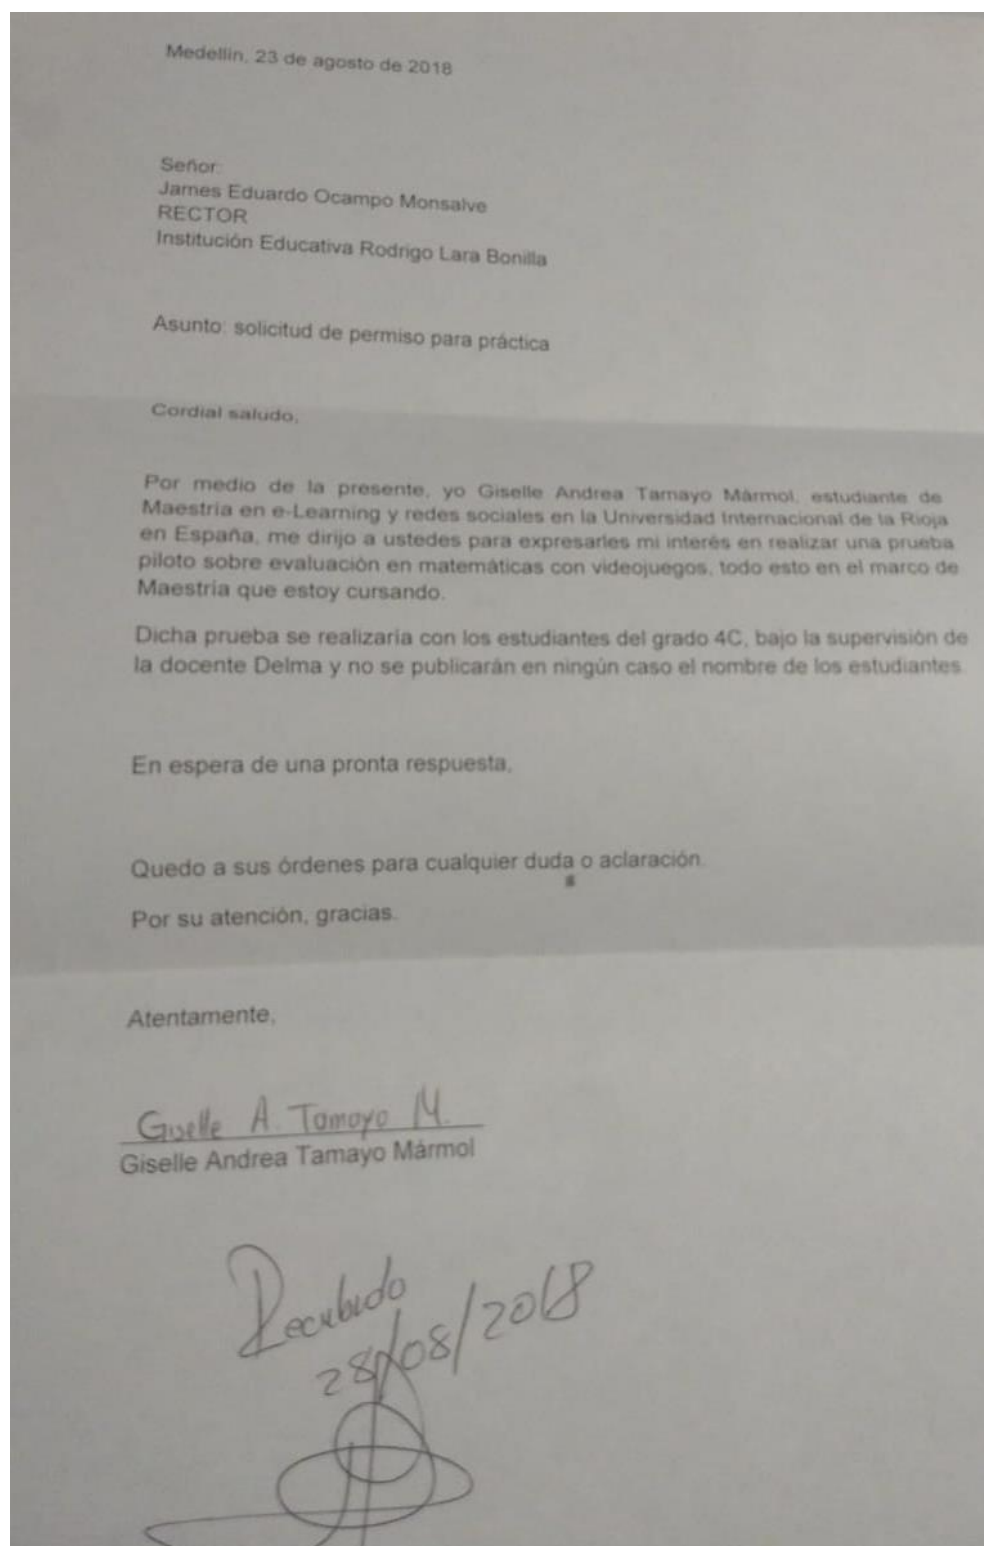 Medellín, 23 de agosto de 2018
Señor:
James Eduardo Ocampo Monsalve
RECTOR
Institución Educativa Rodrigo Lara Bonilla
Asunto: solicitud de permiso para práctica
Cordial saludo,
Por medio de la presente, yo Giselle Andrea Tamayo Mármol, estudiante de
Maestría en e-Learning y redes sociales en la Universidad Internacional de la Rioja
en España, me dirijo a ustedes para expresarles mi interés en realizar una prueba
piloto sobre evaluación en matemáticas con videojuegos, todo esto en el marco de
Maestría que estoy cursando.
Dicha prueba se realizaría con los estudiantes del grado 4C, bajo la supervisión de
la docente Delma y no se publicarán en ningún caso el nombre de los estudiantes.
En espera de una pronta respuesta,
Quedo a sus órdenes para cualquier duda o aclaración.
Por su atención, gracias.
Atentamente,
Giselle A. Tamayo M.
Giselle Andrea Tamayo Mármol
Recibido
28/08/2018